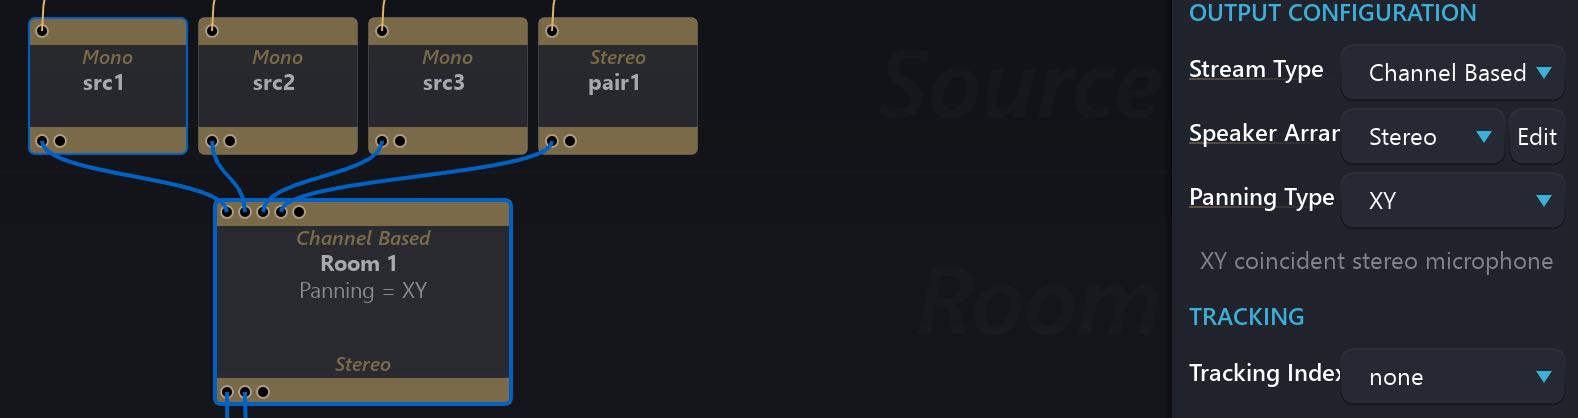 Mono
src1
Mono
src2
Mono
src3
Stereo
pair1
Source
Channel Based
Room 1
Panning = XY
Stereo
Room
OUTPUT CONFIGURATION
Stream Type
Channel Based
Speaker Arran
Stereo
Edit
Panning Type
XY
XY coincident stereo microphone
TRACKING
Tracking Index
none